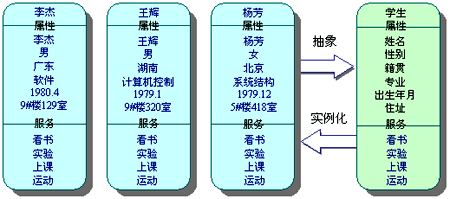 李杰
属性
李杰
男
广东
软件
1980.4
9#楼129室
服务
看书
实验
上课
运动
王辉
属性
王辉
男
湖南
计算机控制
1979.1
9#楼320室
服务
看书
实验
上课
运动
杨芳
属性
杨芳
女
北京
系统结构
1979.12
5#楼418室
服务
看书
实验
上课
运动
抽象
实例化
学生
属性
姓名
性别
籍贯
专业
出生年月
住址
服务
看书
实验
上课
运动